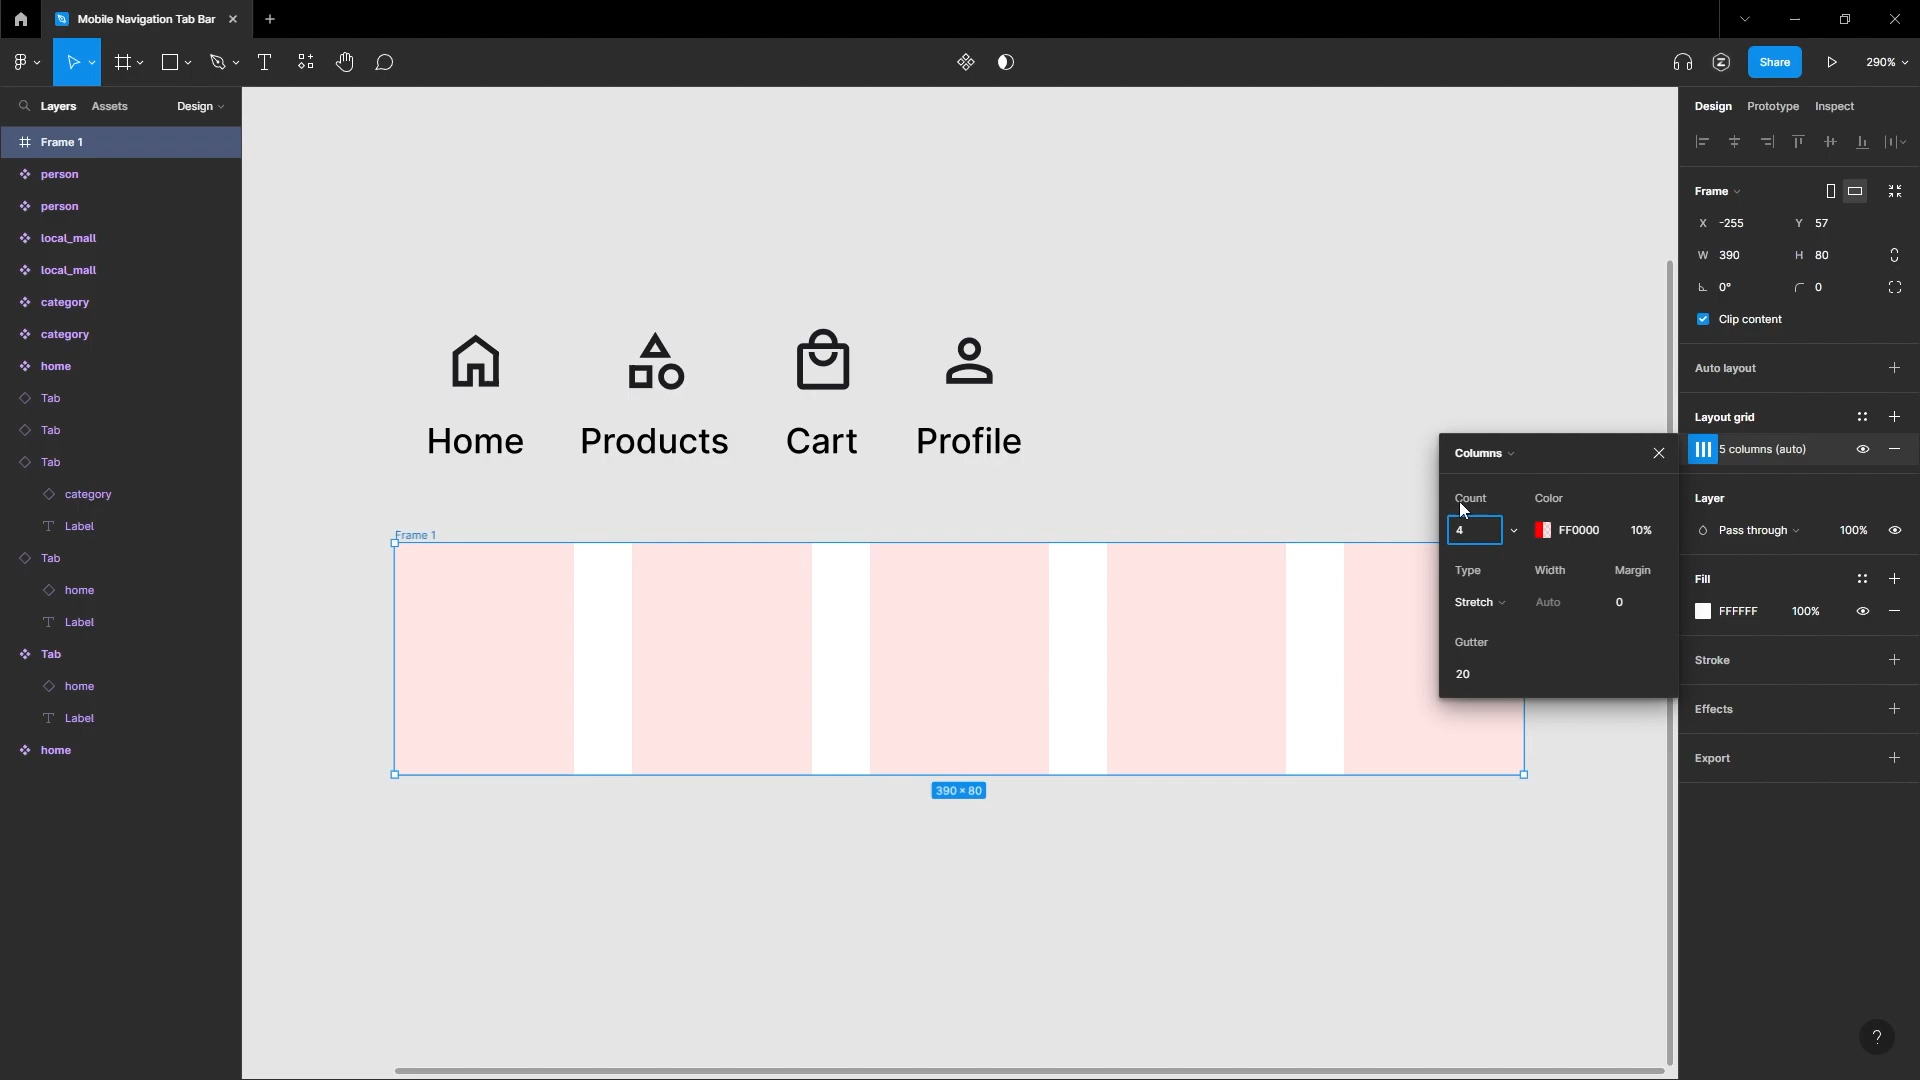 Mobile Navigation Tab Bar
Share
290%
Layers Assets Design
Design Prototype Inspect
Frame 1
person
person
local_mall
local_mall
category
category
home
Tab
Tab
Tab
category
Label
Tab
home
Label
Tab
home
Label
home
Home Products Cart Profile
Frame 1
390 × 80
Columns
Count Color
4 FF0000 10%
Type Width Margin
Stretch Auto 0
Gutter
20
Frame
X -255 Y 57
W 390 H 80
0° 0
Clip content
Auto layout
Layout grid
5 columns (auto)
Layer
Pass through 100%
Fill
FFFFFF 100%
Stroke
Effects
Export
?